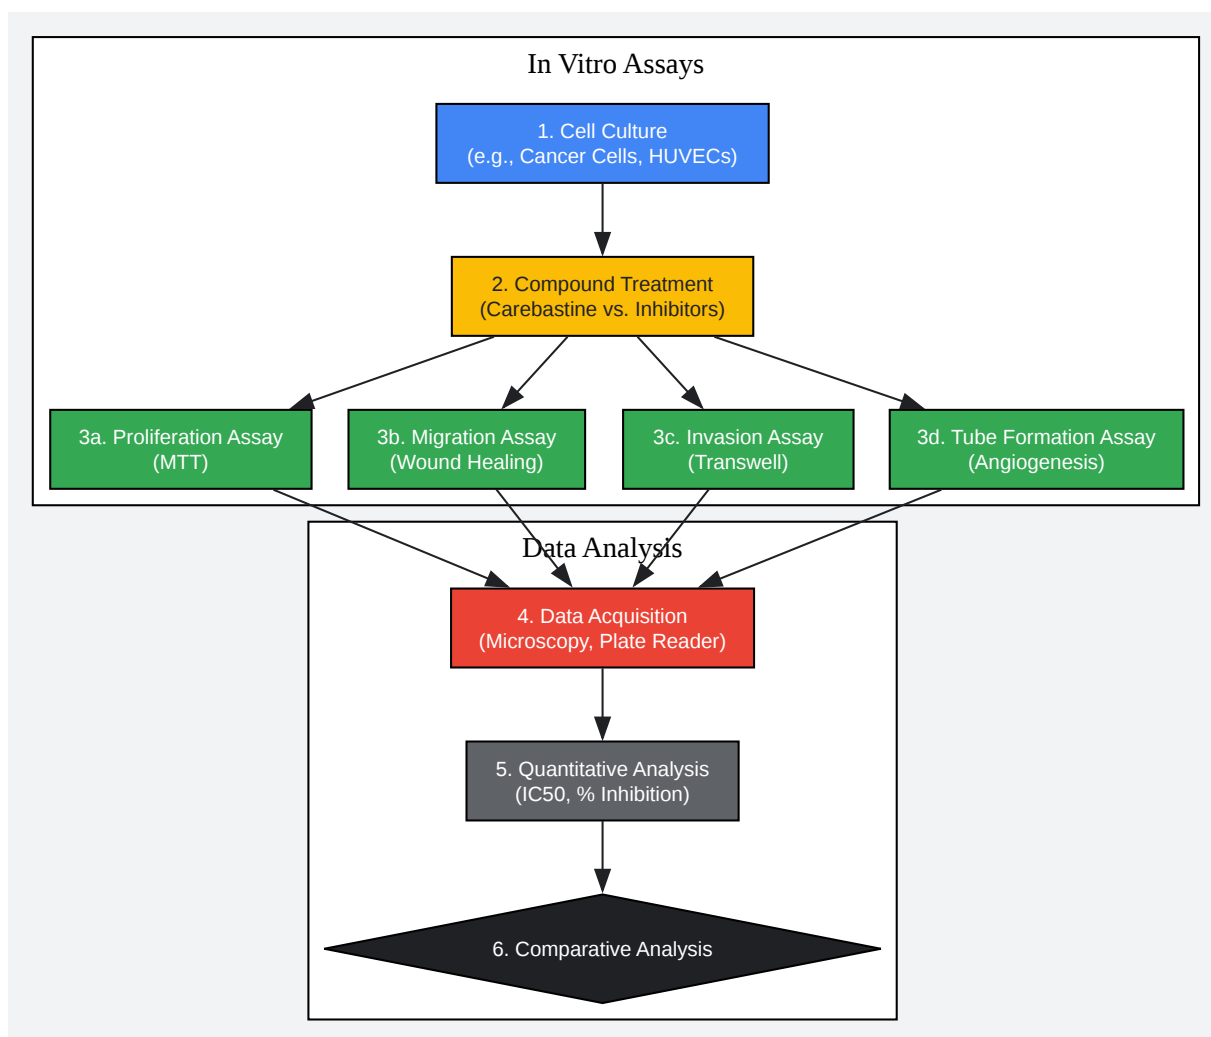 In Vitro Assays
1. Cell Culture
(e.g., Cancer Cells, HUVECs)
2. Compound Treatment
(Carebastine vs. Inhibitors)
3a. Proliferation Assay
(MTT)
3b. Migration Assay
(Wound Healing)
3c. Invasion Assay
(Transwell)
3d. Tube Formation Assay
(Angiogenesis)
Data Analysis
4. Data Acquisition
(Microscopy, Plate Reader)
5. Quantitative Analysis
(IC50, % Inhibition)
6. Comparative Analysis